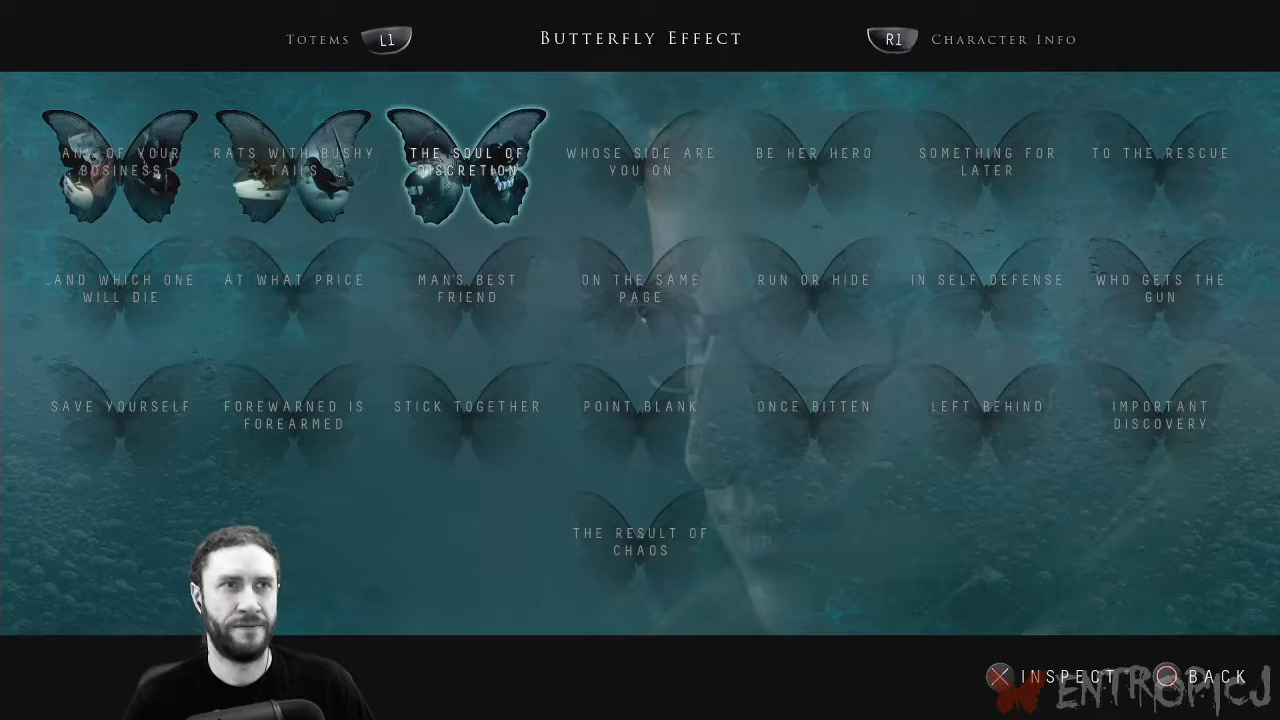 TOTEMS L1 BUTTERFLY EFFECT R1 CHARACTER INFO
ANY OF YOUR BUSINESS
RATS WITH BUSHY TAILS
THE SOUL OF DISCRETION
WHOSE SIDE ARE YOU ON
BE HER HERO
SOMETHING FOR LATER
TO THE RESCUE
…AND WHICH ONE WILL DIE
AT WHAT PRICE
MAN'S BEST FRIEND
ON THE SAME PAGE
RUN OR HIDE
IN SELF DEFENSE
WHO GETS THE GUN
SAVE YOURSELF
FOREWARNED IS FOREARMED
STICK TOGETHER
POINT BLANK
ONCE BITTEN
LEFT BEHIND
IMPORTANT DISCOVERY
THE RESULT OF CHAOS
INSPECT BACK
ENTROPICJ